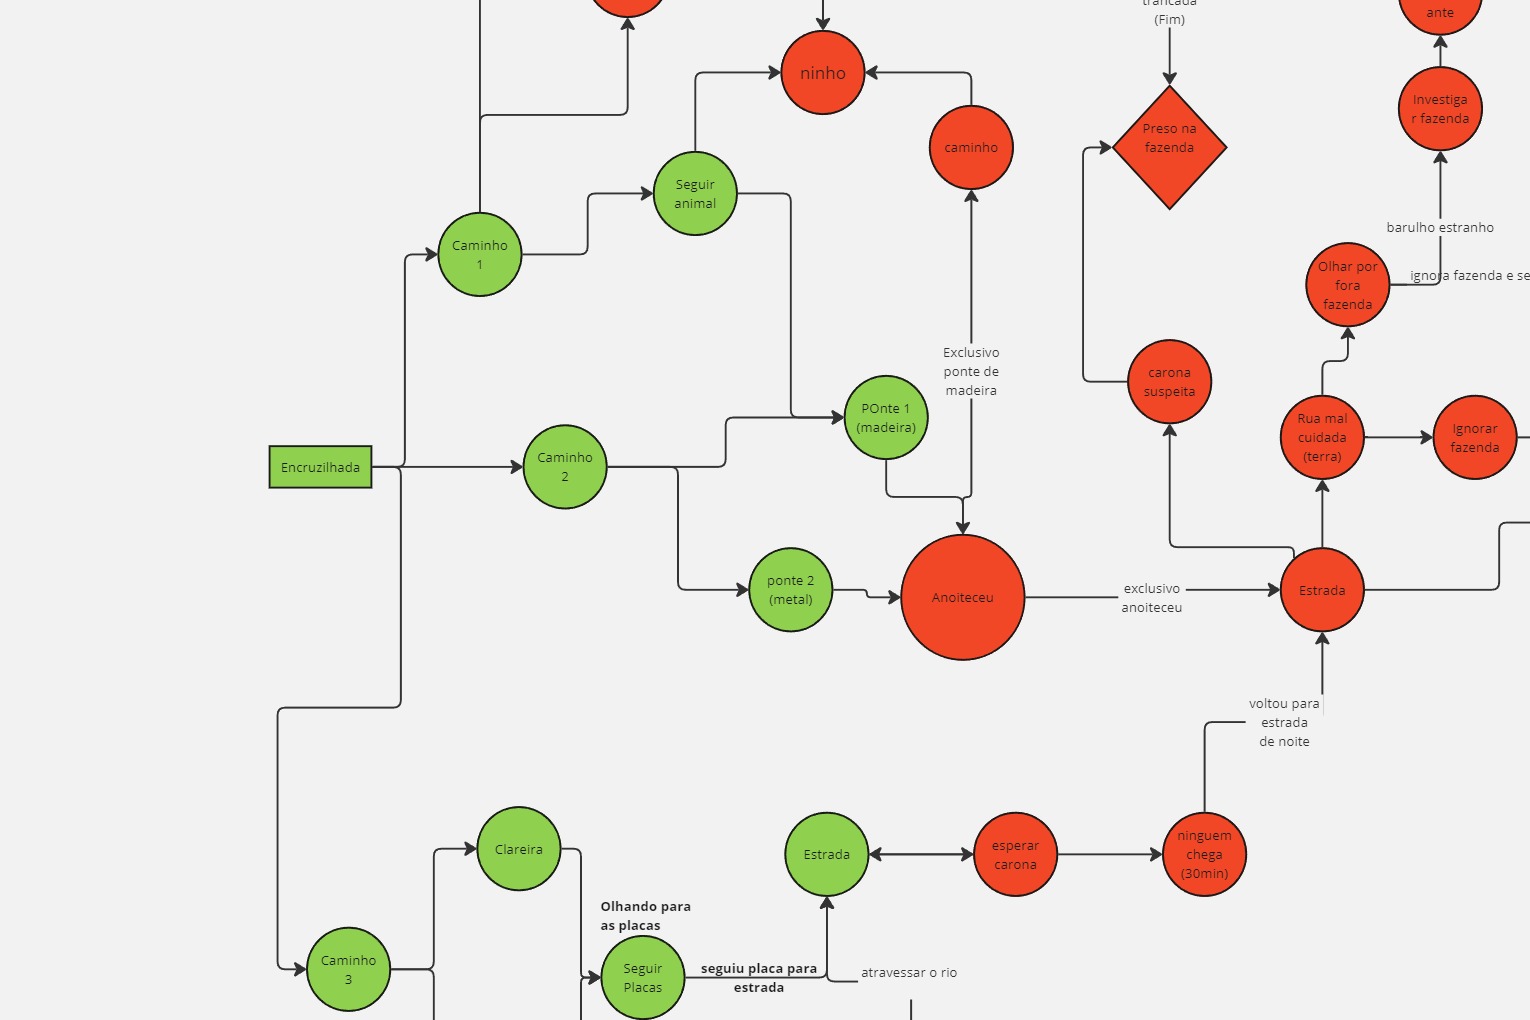 trancada
(Fim)
ante
ninho
Investiga
r fazenda
Preso na
fazenda
caminho
Seguir
animal
barulho estranho
Caminho
1
Olhar por
fora
fazenda
ignora fazenda e se
Exclusivo
ponte de
madeira
carona
suspeita
POnte 1
(madeira)
Rua mal
cuidada
(terra)
Ignorar
fazenda
Encruzilhada
Caminho
2
ponte 2
(metal)
Anoiteceu
exclusivo
anoiteceu
Estrada
voltou para
estrada
de noite
Clareira
Estrada
esperar
carona
ninguem
chega
(30min)
Olhando para
as placas
Caminho
3
Seguir
Placas
seguiu placa para
estrada
atravessar o rio